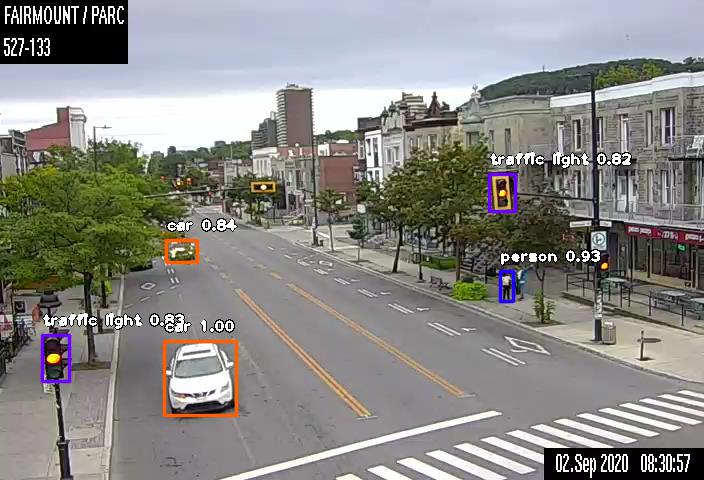 FAIRMOUNT / PARC
527-133
traffic light 0.82
car 0.84
person 0.93
traffic light 0.83
car 1.00
02.Sep 2020 08:30:57